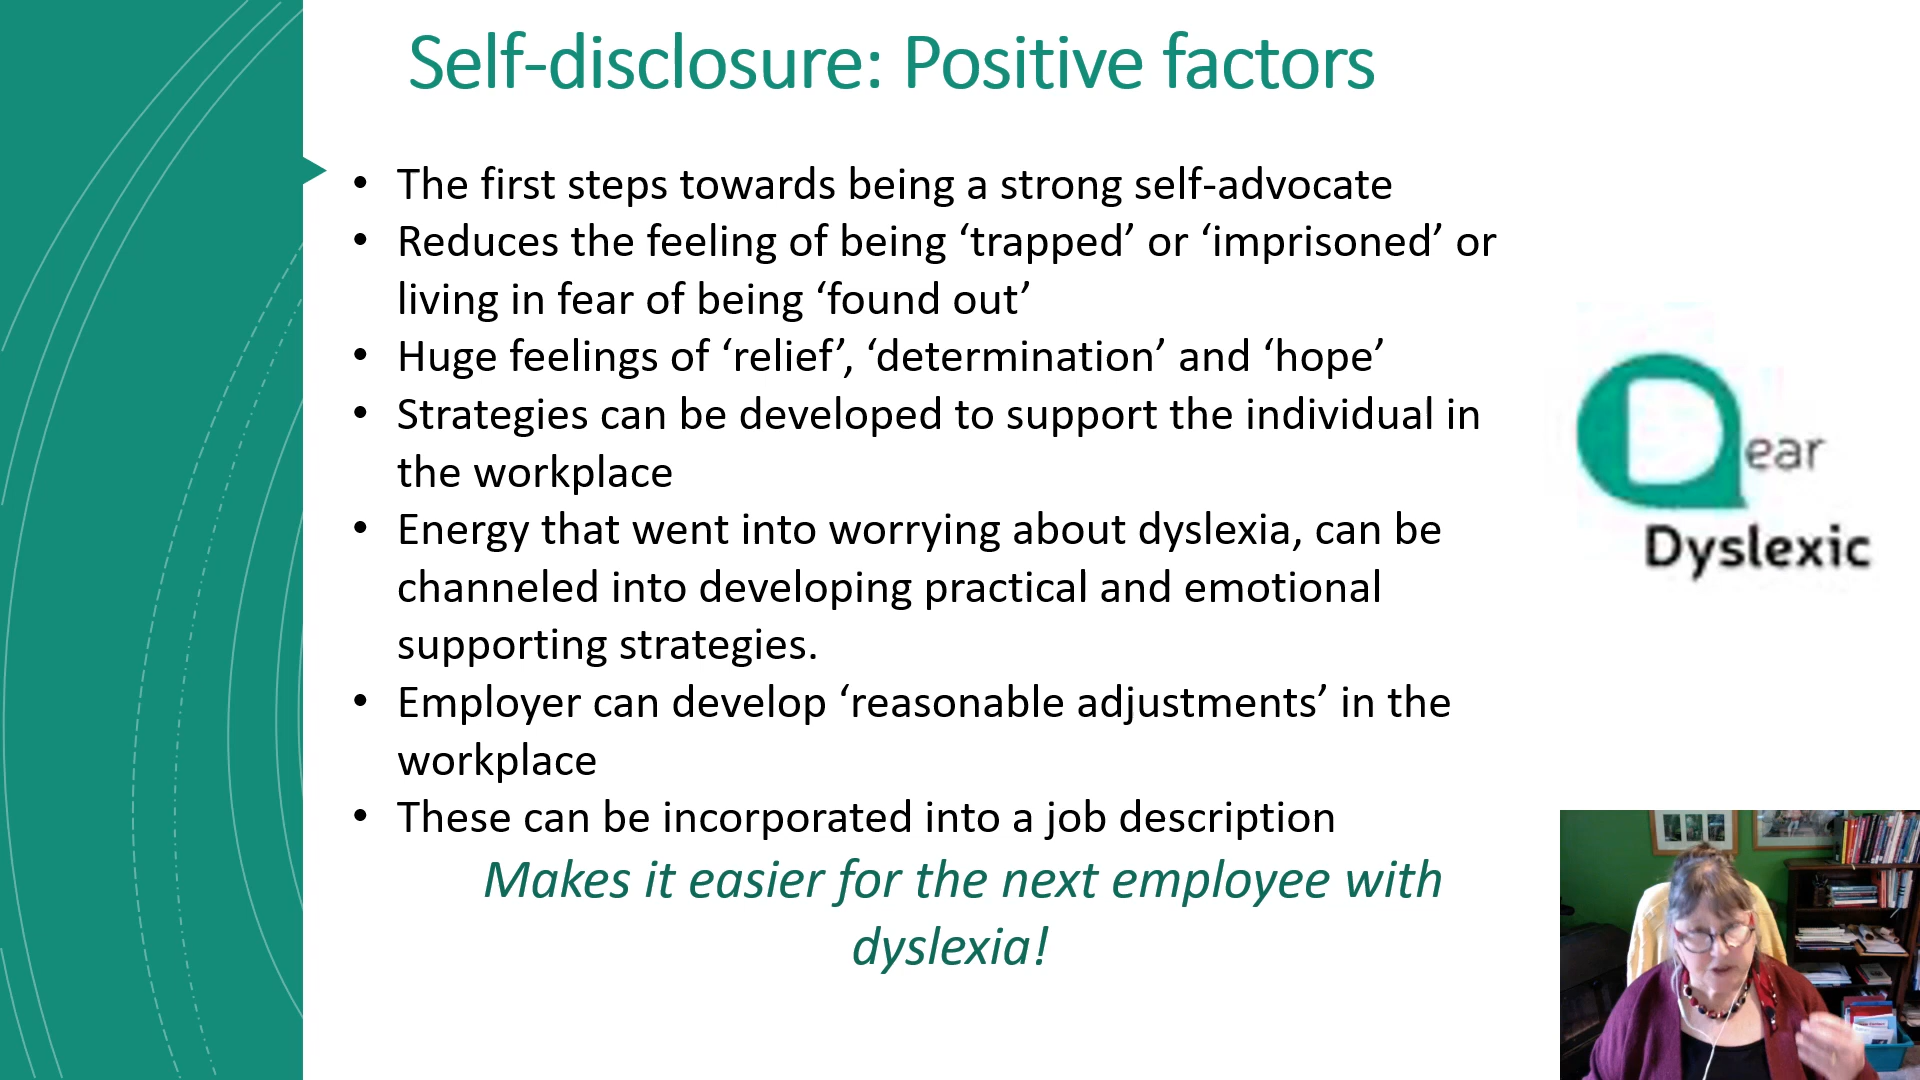 Self-disclosure: Positive factors
• The first steps towards being a strong self-advocate
• Reduces the feeling of being ‘trapped’ or ‘imprisoned’ or
living in fear of being ‘found out’
• Huge feelings of ‘relief’, ‘determination’ and ‘hope’
• Strategies can be developed to support the individual in
the workplace
• Energy that went into worrying about dyslexia, can be
channeled into developing practical and emotional
supporting strategies.
• Employer can develop ‘reasonable adjustments’ in the
workplace
• These can be incorporated into a job description
Makes it easier for the next employee with
dyslexia!
Dear
Dyslexic